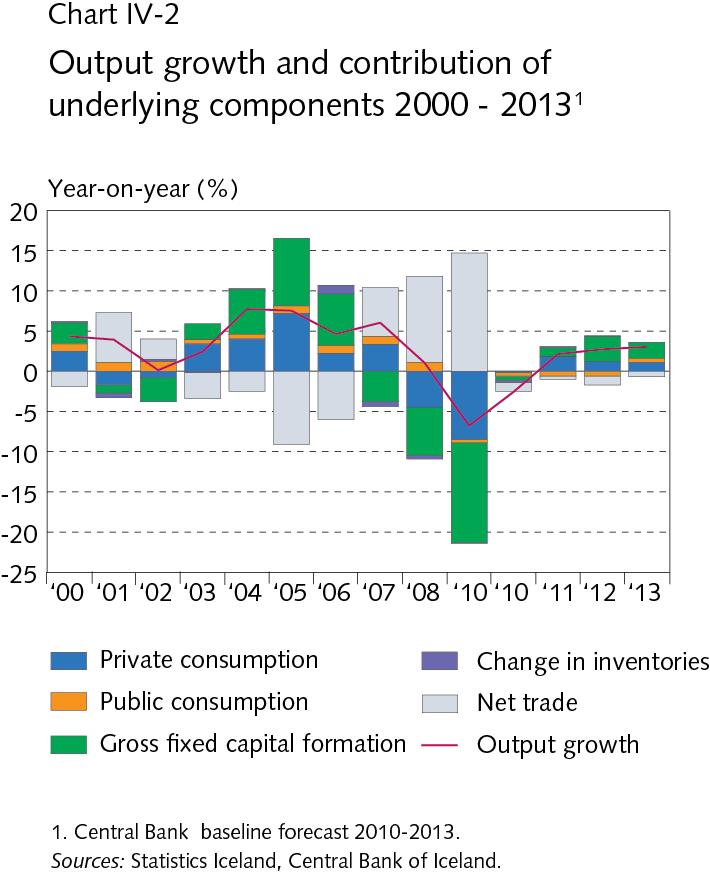 Chart IV-2
Output growth and contribution of
underlying components 2000 - 2013¹
Year-on-year (%)
20
15
10
5
0
-5
-10
-15
-20
-25
‘00 ‘01 ‘02 ‘03 ‘04 ‘05 ‘06 ‘07 ‘08 ‘10 ‘10 ‘11 ‘12 ‘13
Private consumption
Public consumption
Gross fixed capital formation
Change in inventories
Net trade
Output growth
1. Central Bank baseline forecast 2010-2013.
Sources: Statistics Iceland, Central Bank of Iceland.